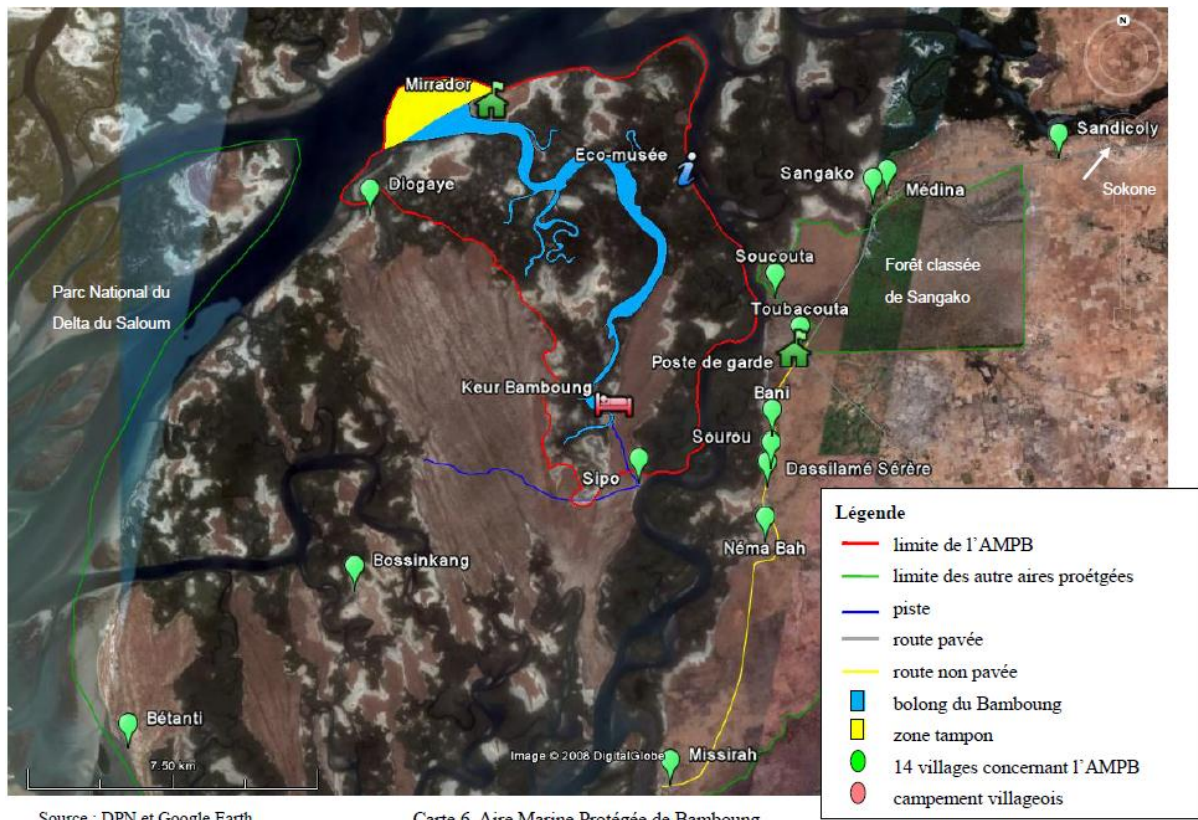 N
Mirrador
Sandicoly
Eco-musée
Sangako
Médina
Sokone
Diogaye
Soucouta
Forêt classée
de Sangako
Parc National du
Delta du Saloum
Toubacouta
Poste de garde
Keur Bamboung
Bani
Sourou
Sipo
Dassilamé Sérère
Néma Bah
Bossinkang
Bétanti
7.50 km
Image © 2008 DigitalGlobe
Missirah
Légende
limite de l'AMPB
limite des autre aires proétgées
piste
route pavée
route non pavée
bolong du Bamboung
zone tampon
14 villages concernant l'AMPB
campement villageois
Source : DPN et Google Earth
Carte 6 Aire Marine Protégée de Bamboung